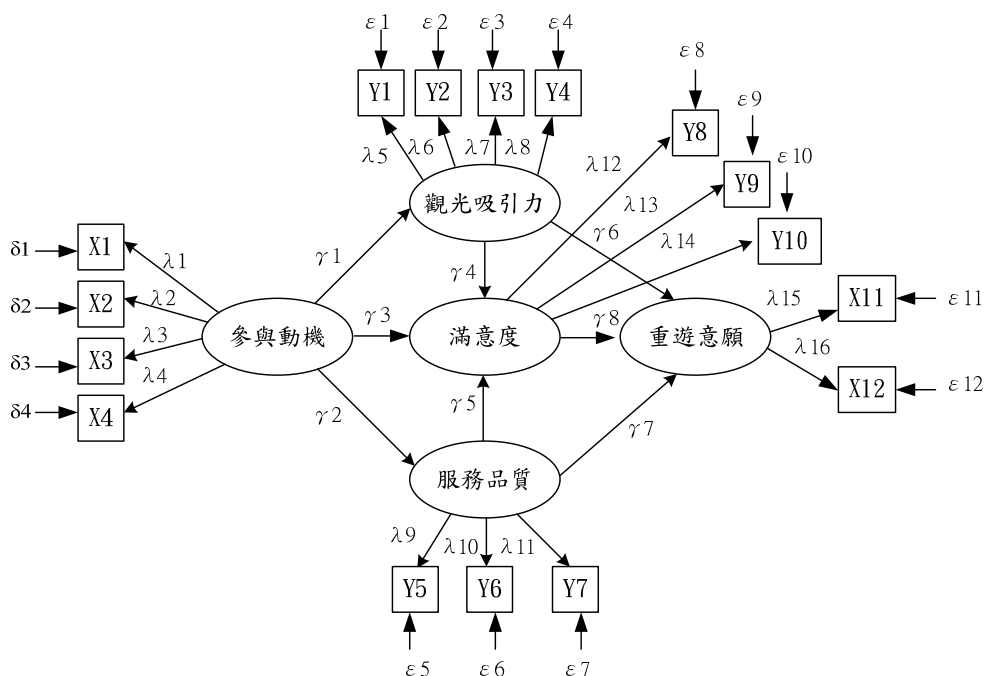 ε1 ε2 ε3 ε4
Y1 Y2 Y3 Y4
ε8
Y8
ε9
Y9
ε10
Y10
λ5 λ6 λ7 λ8
λ12
λ13
λ14
觀光吸引力
γ1
γ4
γ6
δ1 X1 λ1
δ2 X2 λ2
δ3 X3 λ3
δ4 X4 λ4
參與動機
γ3
滿意度
γ8
重遊意願
λ15 X11 ε11
λ16 X12 ε12
γ2
γ5
γ7
服務品質
λ9 λ10 λ11
Y5 Y6 Y7
ε5 ε6 ε7